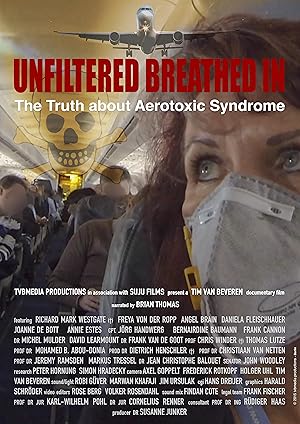 UNFILTERED BREATHED IN
The Truth about Aerotoxic Syndrome
TVBMEDIA PRODUCTIONS in association with SUJU FILMS present a TIM VAN BEVEREN documentary film
narrated by BRIAN THOMAS
featuring RICHARD MARK WESTGATE (†) FREYA VON DER ROPP ANGEL BRAIN DANIELA FLEISCHHAUER
JOANNE DE BOTT ANNIE ESTES CPT. JÖRG HANDWERG BERNARDINE BAUMANN FRANK CANNON
DR MICHEL MULDER DAVID LEARMOUNT DR FRANK VAN DE GOOT PROF CHRIS WINDER (†) THOMAS LUTZE
PROF DR MOHAMED B. ABOU-DONIA PROF DR DIETRICH HENSCHLER (†) PROF DR CHRISTIAAN VAN NETTEN
PROF DR JEREMY RAMSDEN MARKUS TRESSEL DR JEAN CHRISTOPHE BALOUET SENATOR JOHN WOODLEY
research PETER HORNUNG SIMON HRADECKY camera AXEL GOPPELT FREDERICK ROTKOPF HOLGER UHL TIM
VAN BEVEREN sound/light ROBI GÜVER MARWAN KHAFAJI JIM URSULAK cgi HANS DREIJER graphics HARALD
SCHRÜDER video editors ROSE BERG VOLKER ROSENDAHL sound mix FINDAN COTE legal team FRANK FISCHER
PROF DR JUR KARL-WILHELM POHL DR JUR CORNELIUS RENNER consultant PROF DR ING RÜDIGER HAAS
producer DR SUSANNE JUNKER